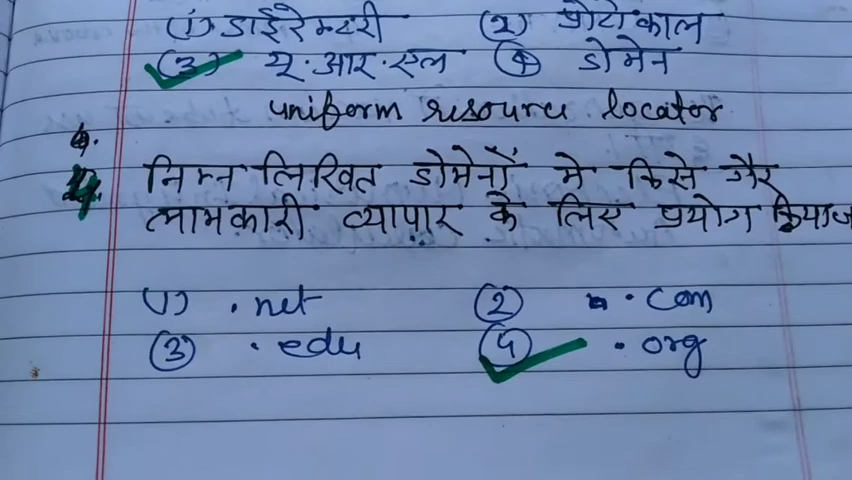 (1) डाईरेक्टरी (2) प्रोटोकाल
(3) यू.आर.एल (4) डोमेन
uniform resource locator
4.
निम्न लिखित डोमेनों मे किसे गैर
लाभकारी व्यापार के लिए प्रयोग किया
(1) .net (2) .com
(3) .edu (4) .org